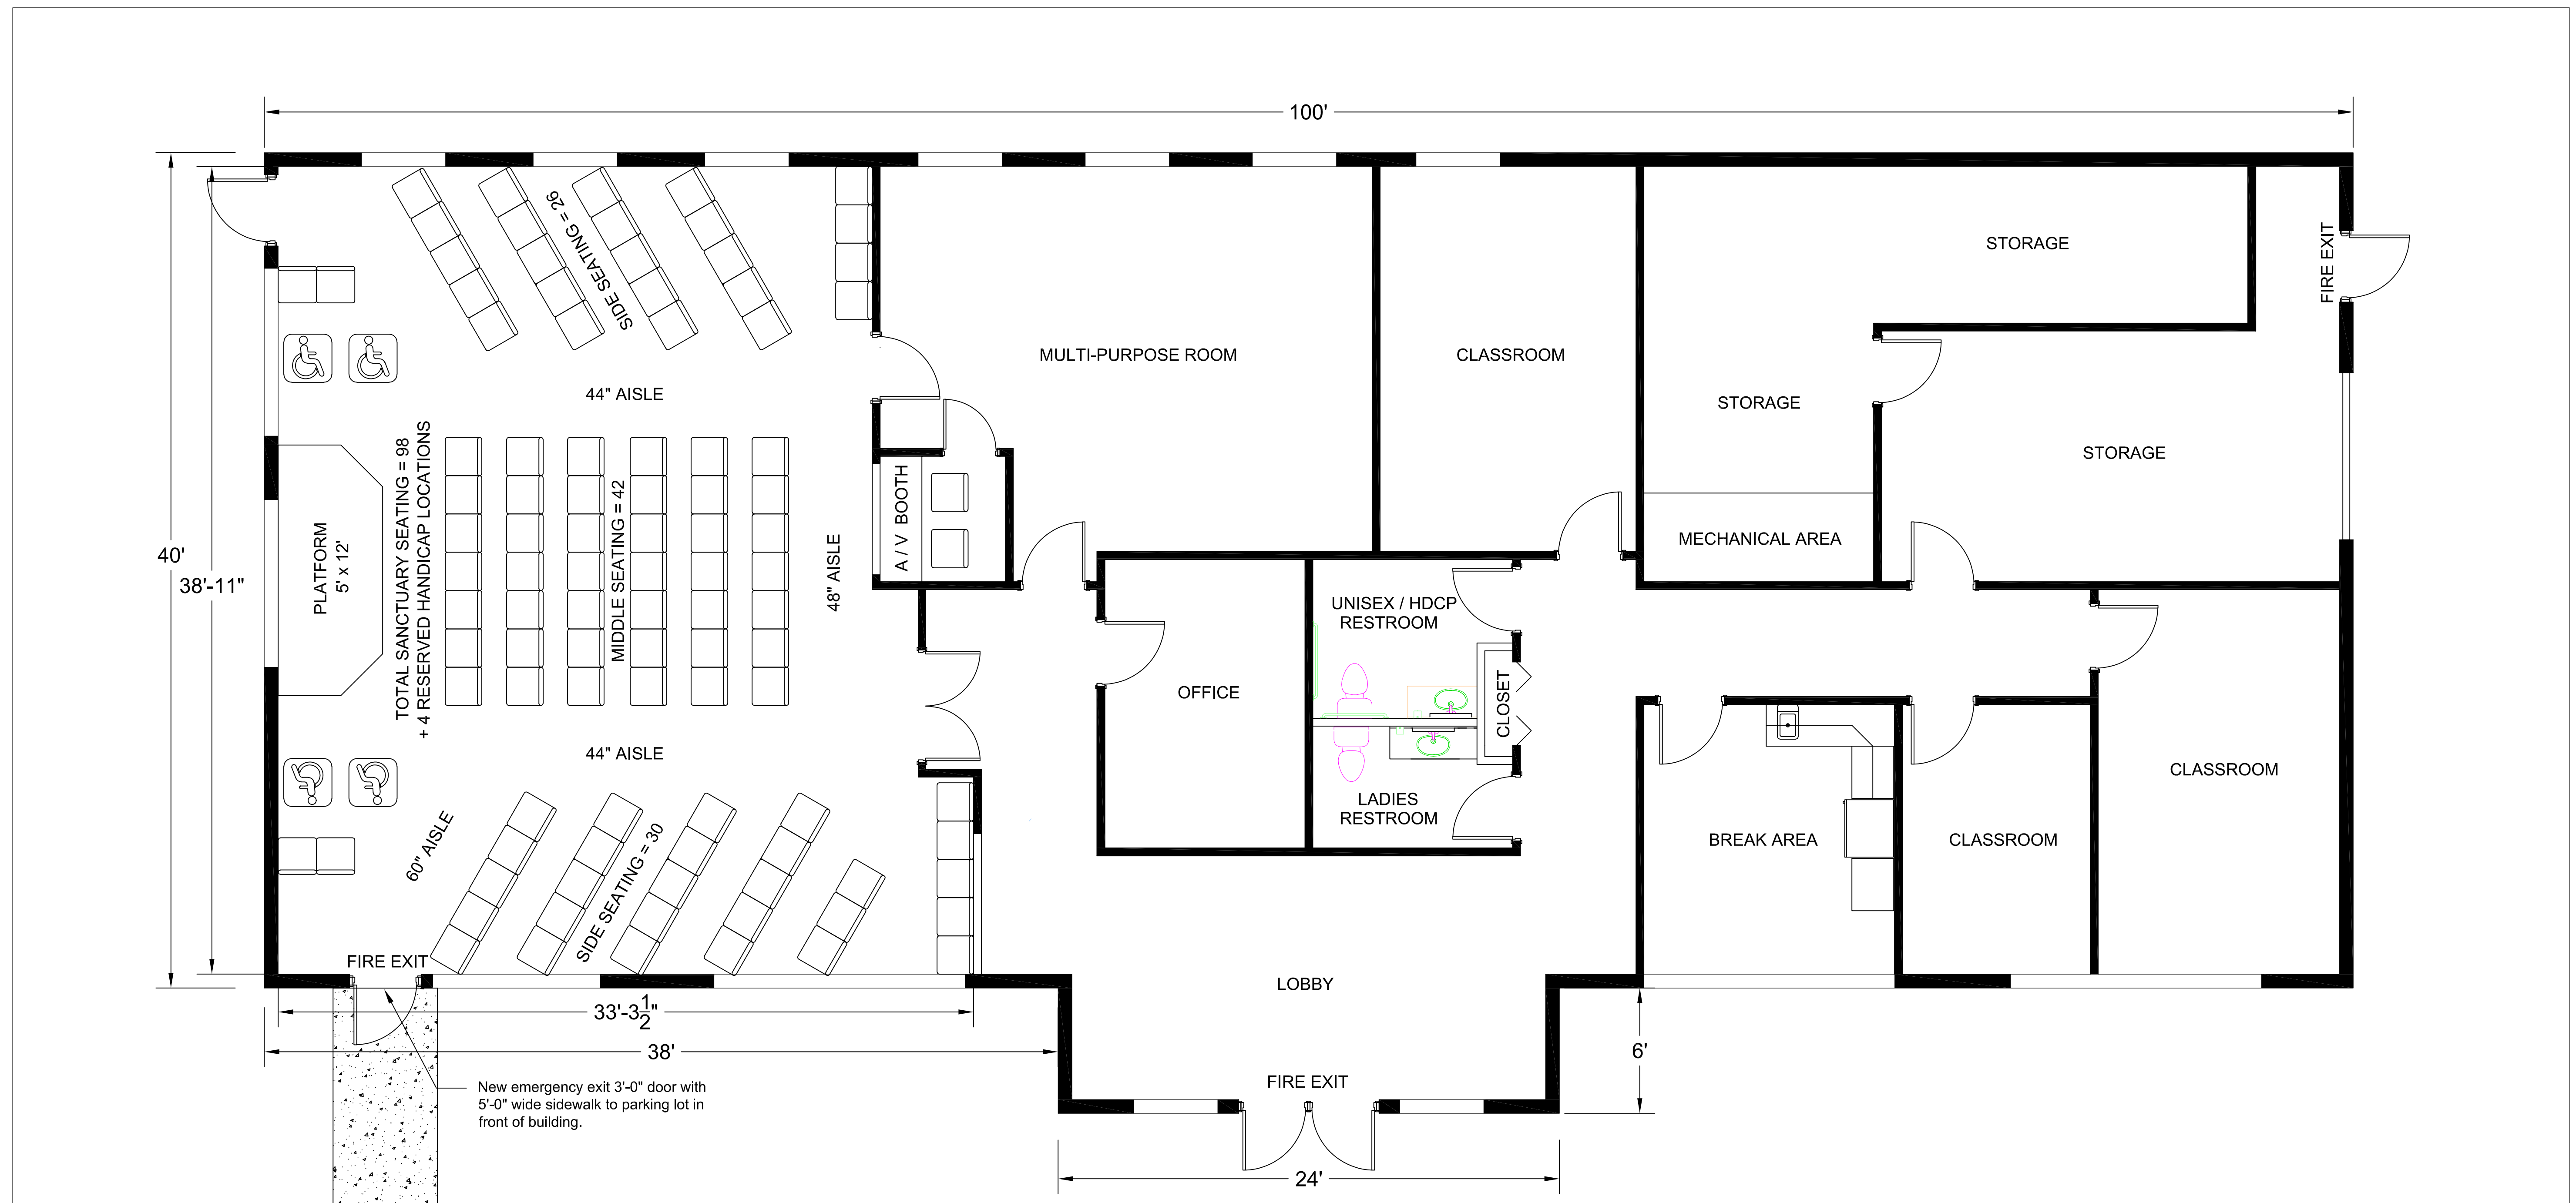 100'
40'
38'-11"
SIDE SEATING = 26
44" AISLE
TOTAL SANCTUARY SEATING = 98
+ 4 RESERVED HANDICAP LOCATIONS
PLATFORM
5' x 12'
MIDDLE SEATING = 42
48" AISLE
A / V BOOTH
44" AISLE
60" AISLE
SIDE SEATING = 30
FIRE EXIT
MULTI-PURPOSE ROOM
CLASSROOM
STORAGE
FIRE EXIT
STORAGE
STORAGE
MECHANICAL AREA
OFFICE
UNISEX / HDCP
RESTROOM
CLOSET
LADIES
RESTROOM
BREAK AREA
CLASSROOM
CLASSROOM
LOBBY
FIRE EXIT
33'-3 1/2"
38'
6'
24'
New emergency exit 3'-0" door with
5'-0" wide sidewalk to parking lot in
front of building.